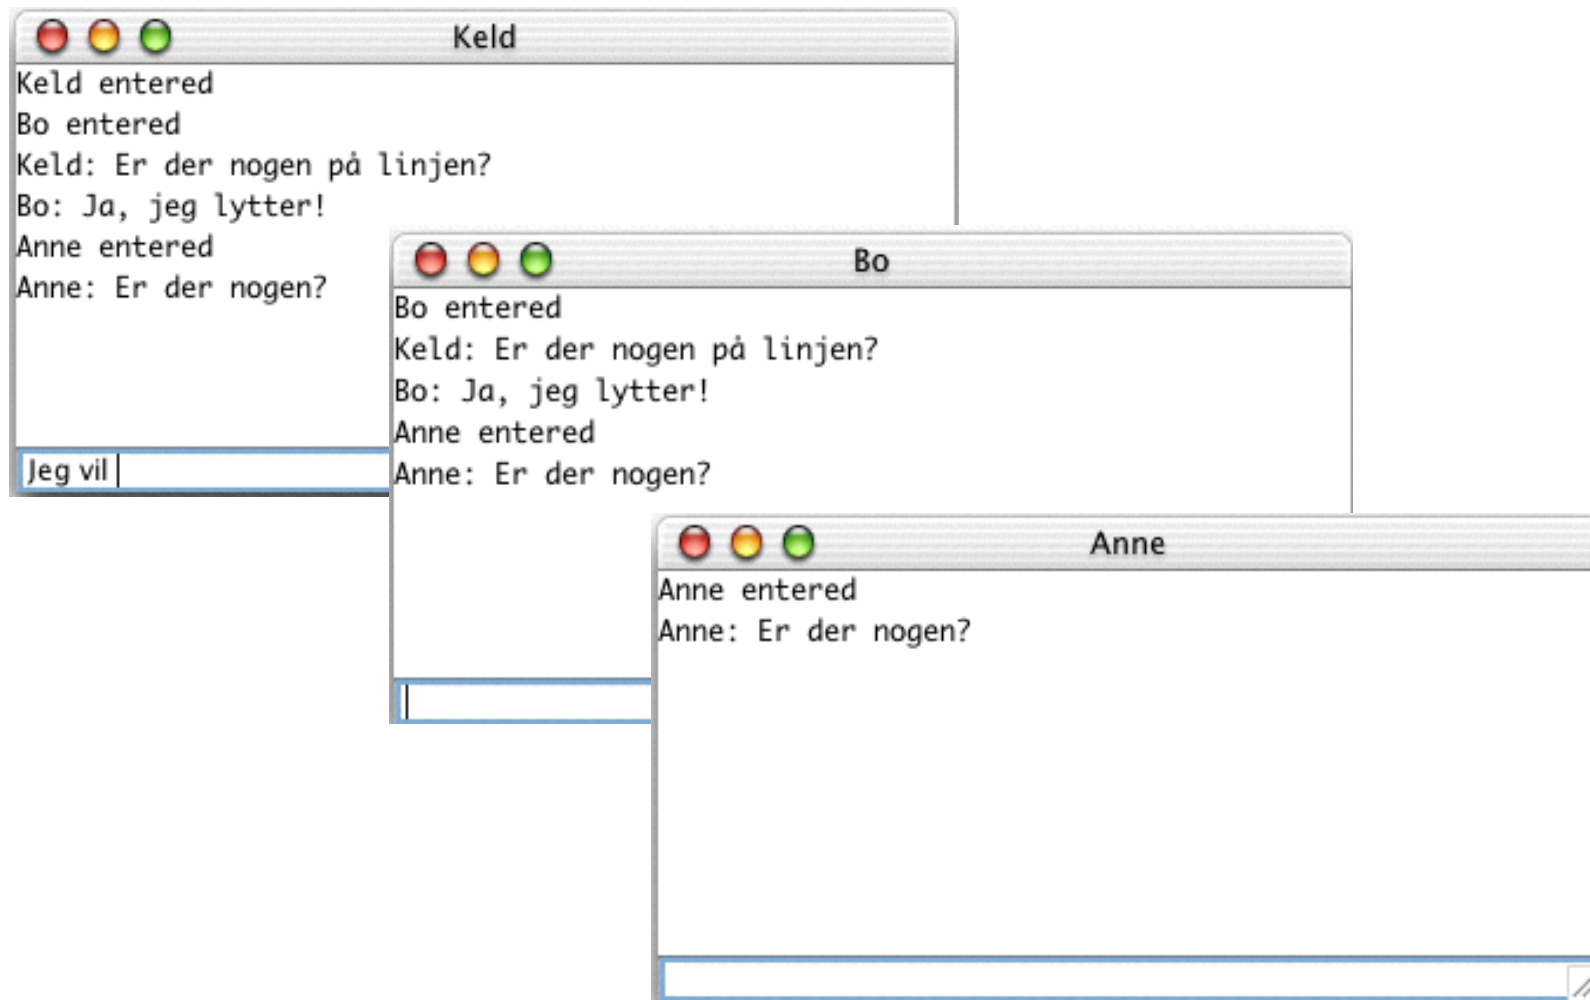 Keld
Keld entered
Bo entered
Keld: Er der nogen på linjen?
Bo: Ja, jeg lytter!
Anne entered
Anne: Er der nogen?
Jeg vil
Bo
Bo entered
Keld: Er der nogen på linjen?
Bo: Ja, jeg lytter!
Anne entered
Anne: Er der nogen?
Anne
Anne entered
Anne: Er der nogen?